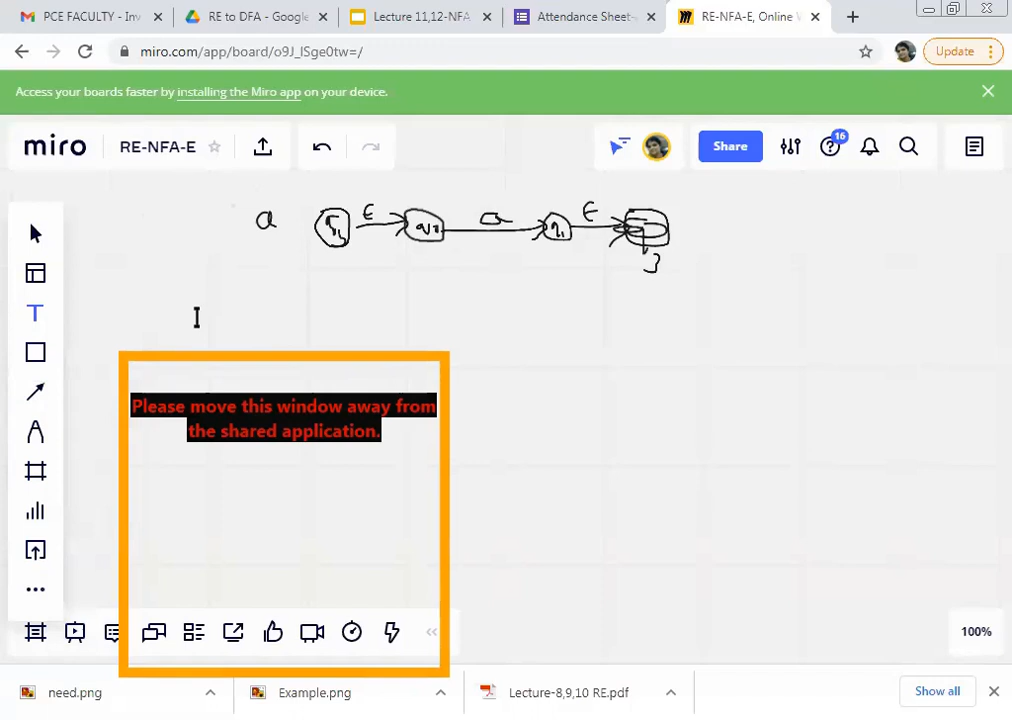 PCE FACULTY - Inv
RE to DFA - Google
Lecture 11,12-NFA
Attendance Sheet-
RE-NFA-E, Online W
miro.com/app/board/o9J_lSge0tw=/
Update
Access your boards faster by installing the Miro app on your device.
miro
RE-NFA-E
Share
16
a
ε
a
ε
Please move this window away from
the shared application.
100%
need.png
Example.png
Lecture-8,9,10 RE.pdf
Show all